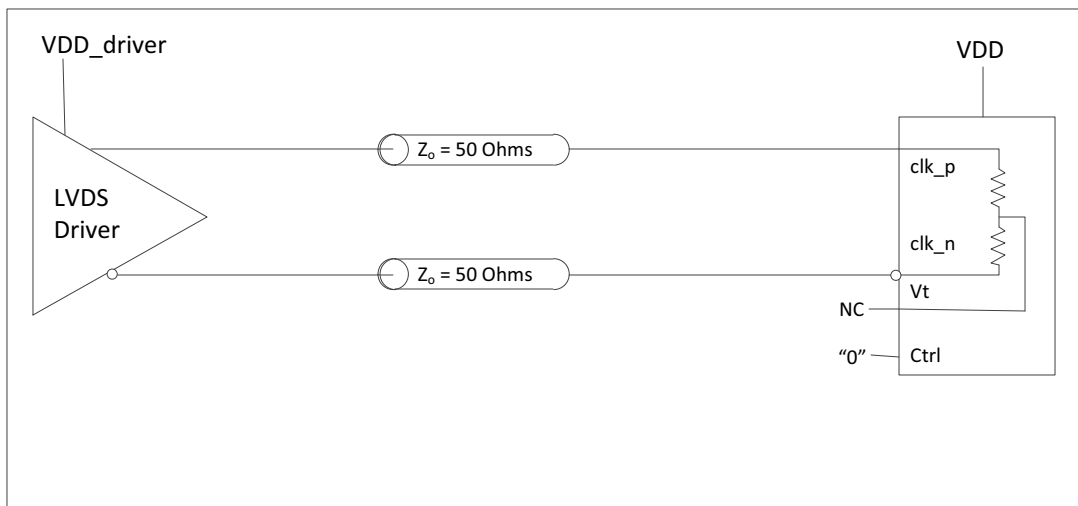 VDD_driver
VDD
Zo = 50 Ohms
clk_p
LVDS
Driver
clk_n
Zo = 50 Ohms
Vt
NC
“0”
Ctrl